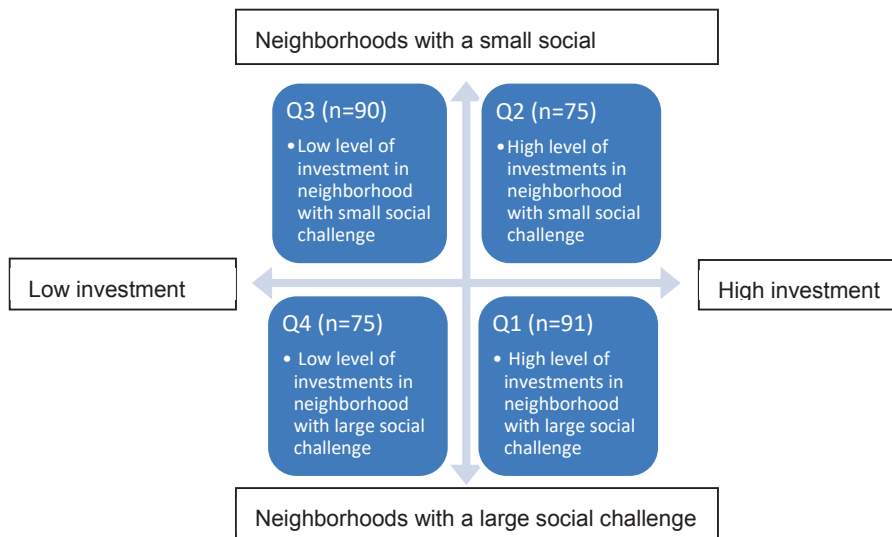 Neighborhoods with a small social
Q3 (n=90)
•Low level of
investment in
neighborhood
with small social
challenge
Q2 (n=75)
•High level of
investments in
neighborhood
with small social
challenge
Low investment
High investment
Q4 (n=75)
• Low level of
investments in
neighborhood
with large social
challenge
Q1 (n=91)
• High level of
investments in
neighborhood
with large social
challenge
Neighborhoods with a large social challenge